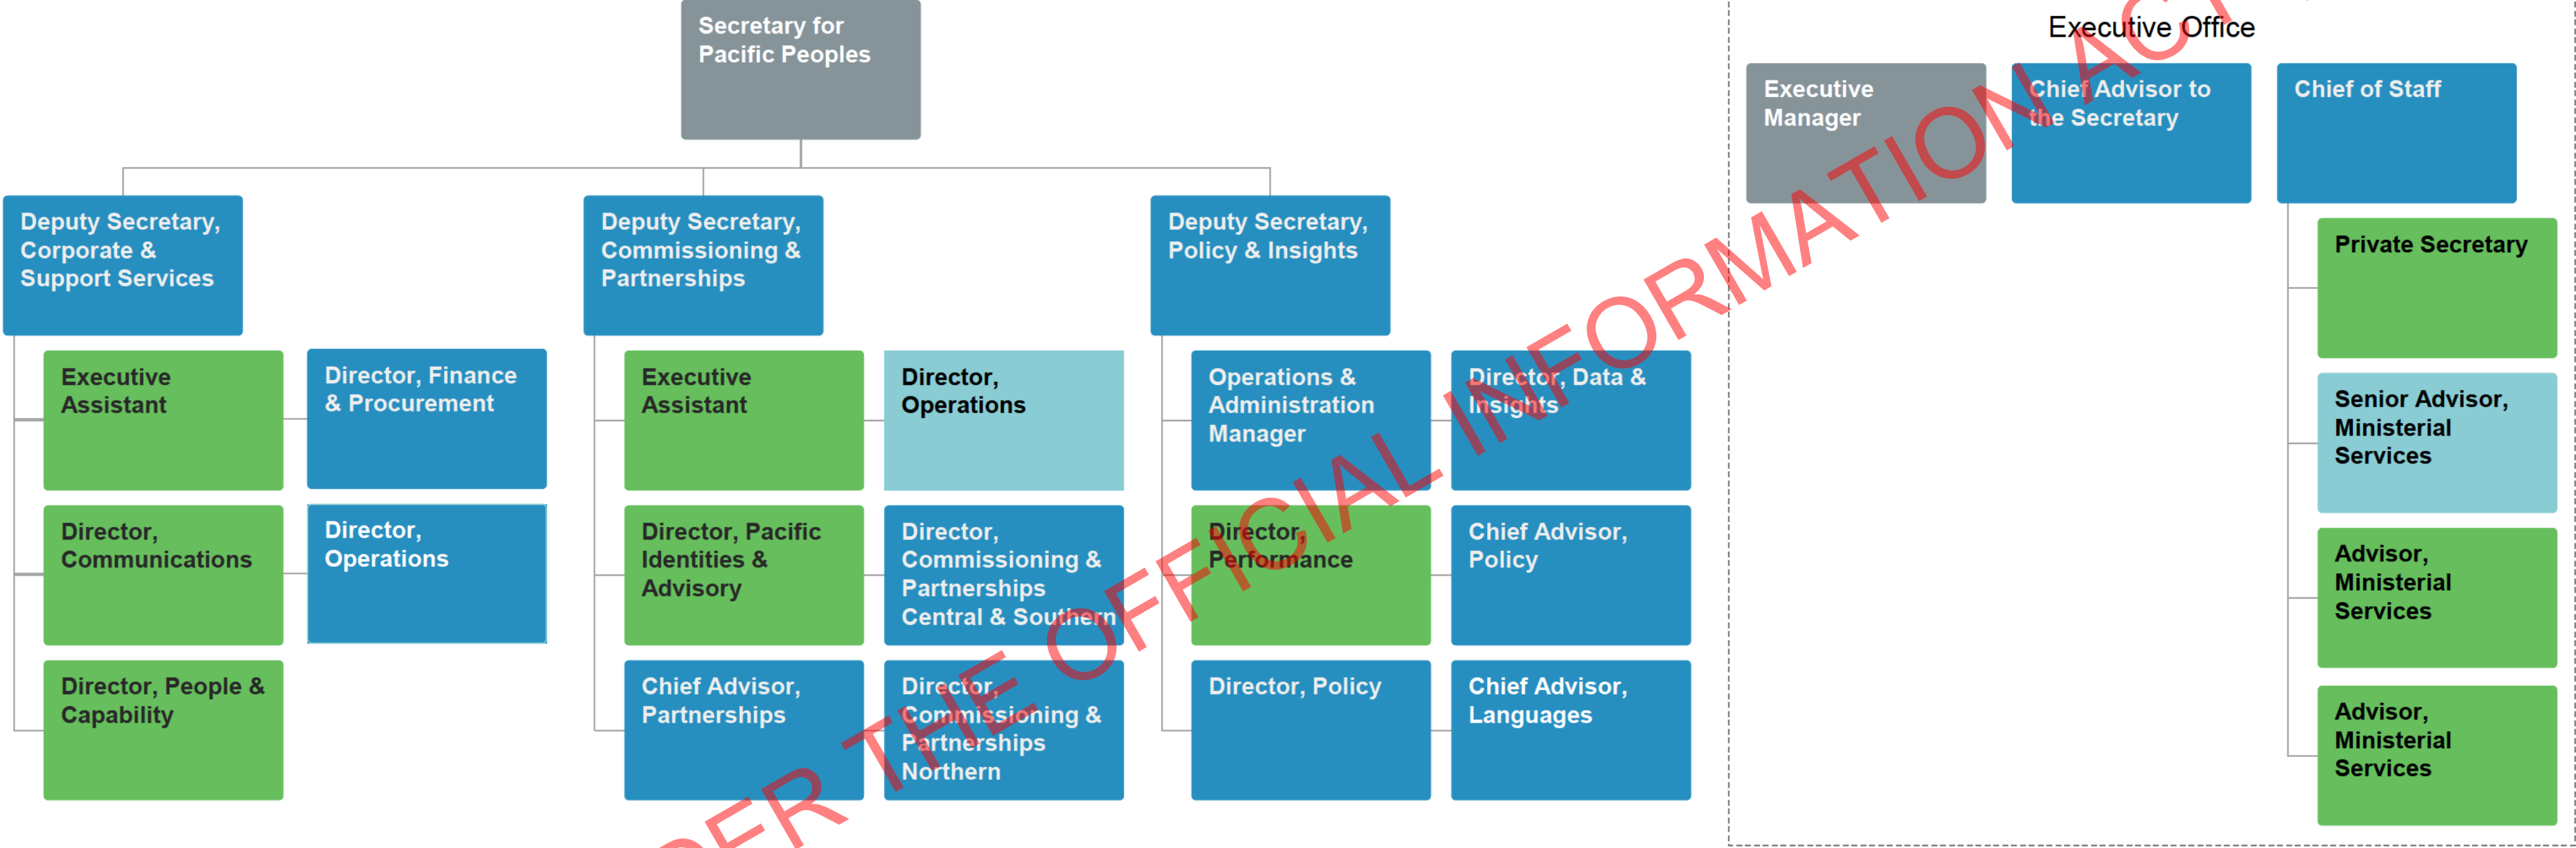 Secretary for
Pacific Peoples
Deputy Secretary,
Corporate &
Support Services
Executive
Assistant
Director, Finance
& Procurement
Director,
Communications
Director,
Operations
Director, People &
Capability
Deputy Secretary,
Commissioning &
Partnerships
Executive
Assistant
Director,
Operations
Director, Pacific
Identities &
Advisory
Director,
Commissioning &
Partnerships
Central & Southern
Chief Advisor,
Partnerships
Director,
Commissioning &
Partnerships
Northern
Deputy Secretary,
Policy & Insights
Operations &
Administration
Manager
Director, Data &
Insights
Director,
Performance
Chief Advisor,
Policy
Director, Policy
Chief Advisor,
Languages
Executive Office
Executive
Manager
Chief Advisor to
the Secretary
Chief of Staff
Private Secretary
Senior Advisor,
Ministerial
Services
Advisor,
Ministerial
Services
Advisor,
Ministerial
Services
THE OFFICIAL INFORMATION ACT